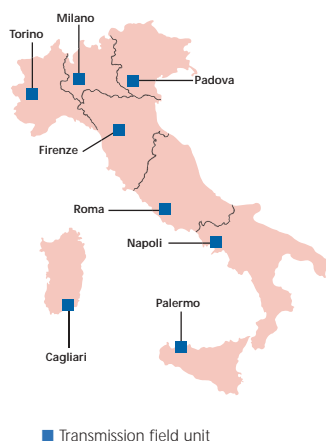 Milano
Torino
Padova
Firenze
Roma
Napoli
Palermo
Cagliari
Transmission field unit